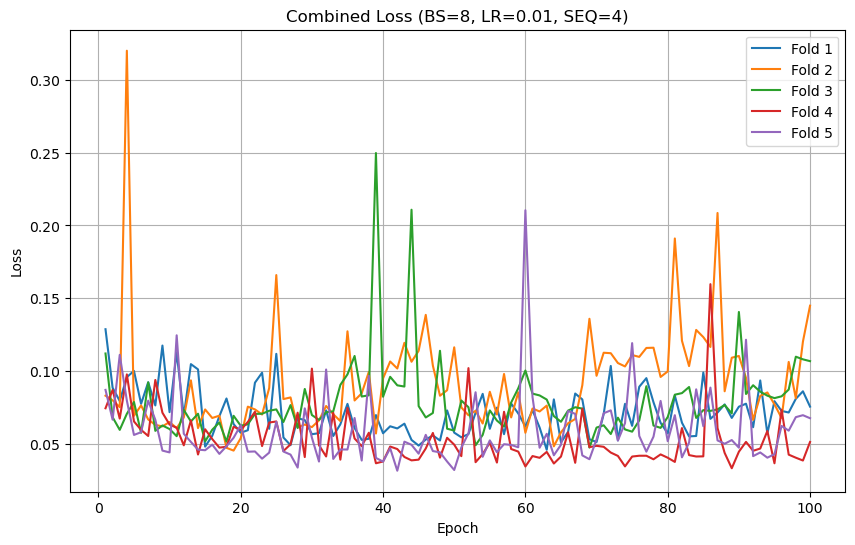 Combined Loss (BS=8, LR=0.01, SEQ=4)
Fold 1
Fold 2
Fold 3
Fold 4
Fold 5
Loss
0.30
0.25
0.20
0.15
0.10
0.05
0 20 40 60 80 100
Epoch